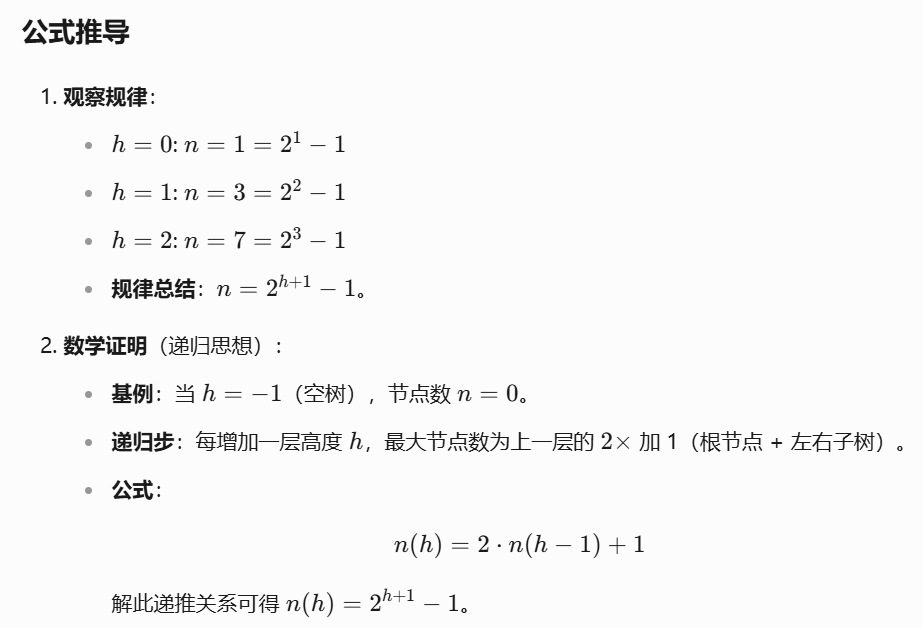 公式推导
1. 观察规律：
• h = 0: n = 1 = 2^1 − 1
• h = 1: n = 3 = 2^2 − 1
• h = 2: n = 7 = 2^3 − 1
• 规律总结：n = 2^{h+1} − 1。
2. 数学证明（递归思想）：
• 基例：当 h = −1（空树），节点数 n = 0。
• 递归步：每增加一层高度 h，最大节点数为上一层的 2× 加 1（根节点 + 左右子树）。
• 公式：
n(h) = 2 · n(h − 1) + 1
解此递推关系可得 n(h) = 2^{h+1} − 1。